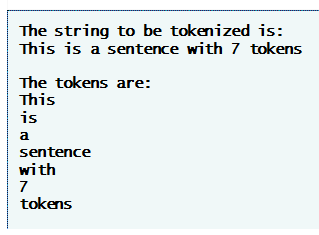 The string to be tokenized is:
This is a sentence with 7 tokens
The tokens are:
This
is
a
sentence
with
7
tokens